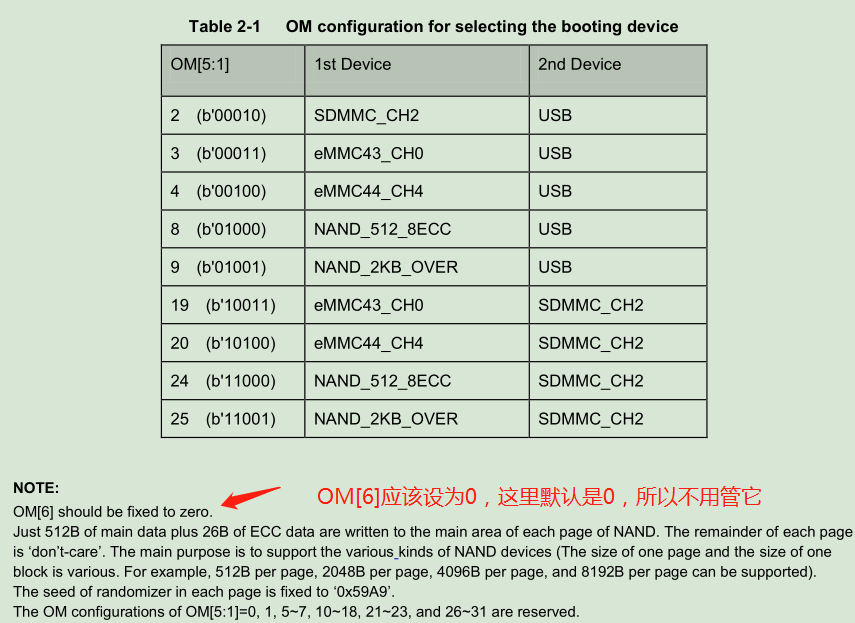 Table 2-1 OM configuration for selecting the booting device
OM[5:1] 1st Device 2nd Device
2 (b'00010) SDMMC_CH2 USB
3 (b'00011) eMMC43_CH0 USB
4 (b'00100) eMMC44_CH4 USB
8 (b'01000) NAND_512_8ECC USB
9 (b'01001) NAND_2KB_OVER USB
19 (b'10011) eMMC43_CH0 SDMMC_CH2
20 (b'10100) eMMC44_CH4 SDMMC_CH2
24 (b'11000) NAND_512_8ECC SDMMC_CH2
25 (b'11001) NAND_2KB_OVER SDMMC_CH2
NOTE:
OM[6]应该设为0，这里默认是0，所以不用管它
OM[6] should be fixed to zero.
Just 512B of main data plus 26B of ECC data are written to the main area of each page of NAND. The remainder of each page
is ‘don’t-care’. The main purpose is to support the various kinds of NAND devices (The size of one page and the size of one
block is various. For example, 512B per page, 2048B per page, 4096B per page, and 8192B per page can be supported).
The seed of randomizer in each page is fixed to ‘0x59A9’.
The OM configurations of OM[5:1]=0, 1, 5~7, 10~18, 21~23, and 26~31 are reserved.